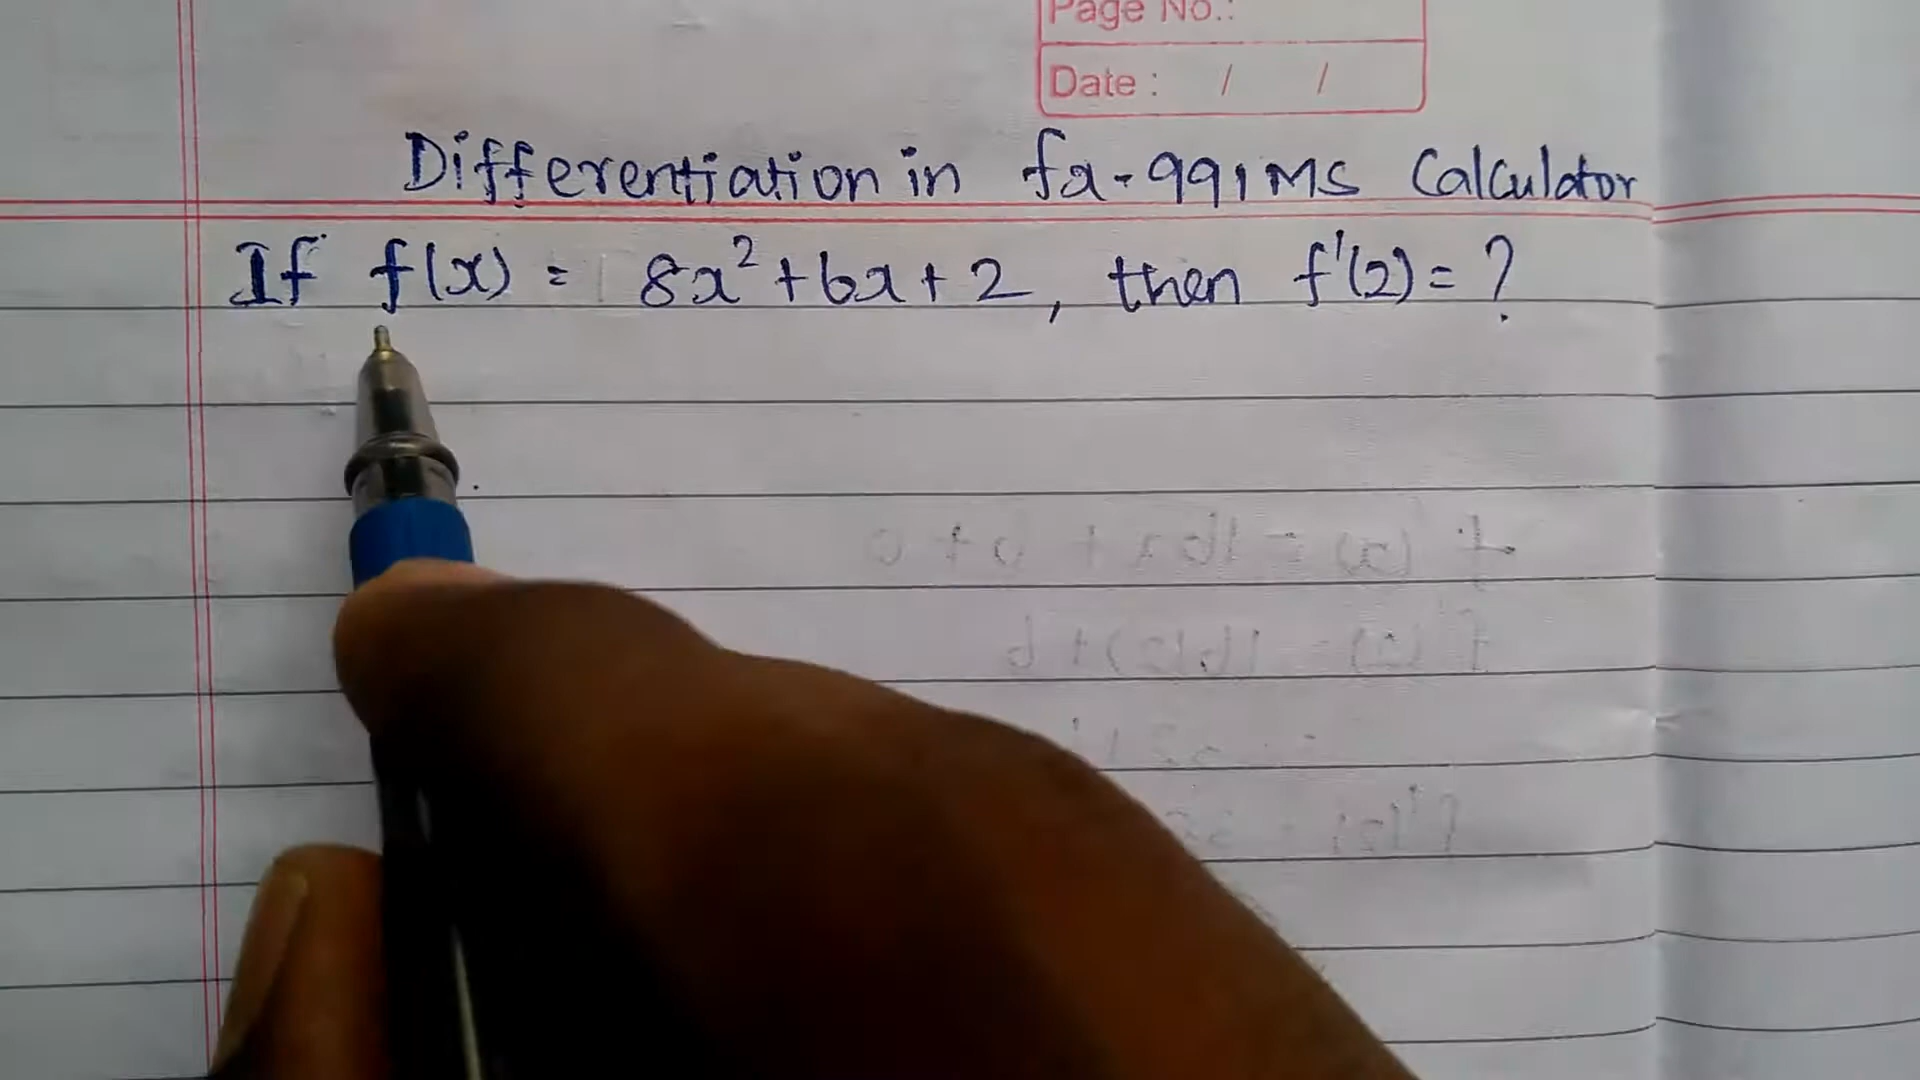 Page No.:
Date : / /
Differentiation in fx-991MS Calculator
If f(x) = 8x²+6x+2, then f'(2)= ?